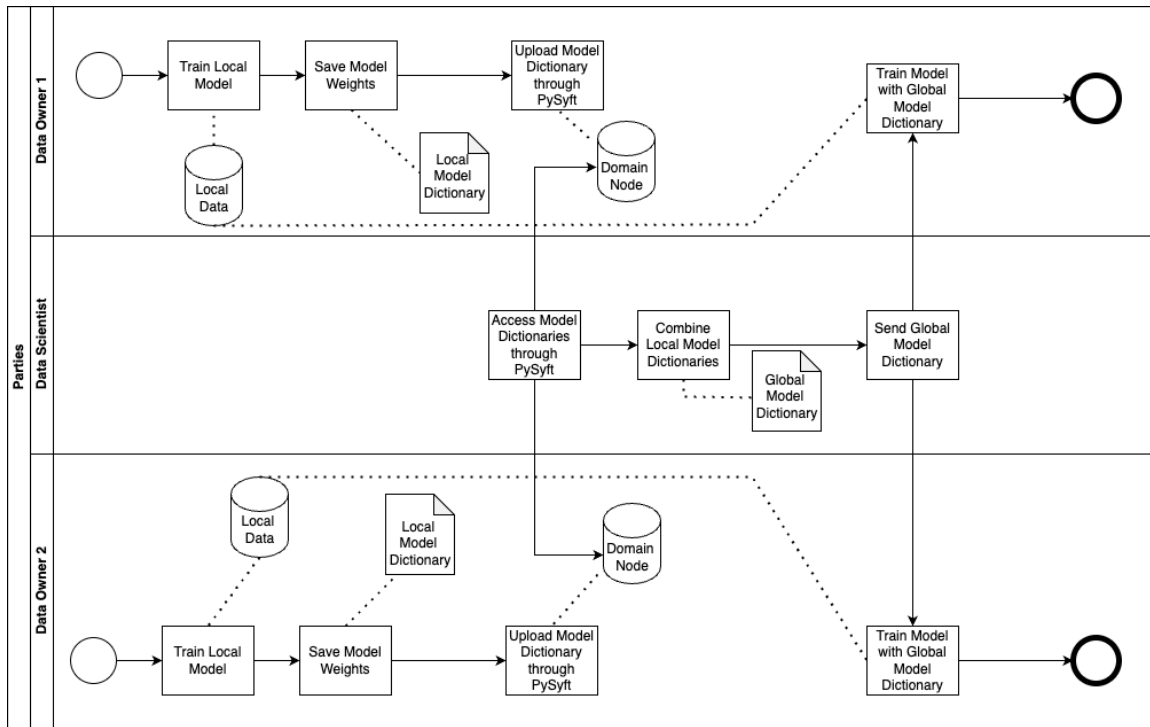 Parties
Data Owner 1
Train Local
Model
Save Model
Weights
Upload Model
Dictionary
through
PySyft
Local
Data
Local
Model
Dictionary
Domain
Node
Train Model
with Global
Model
Dictionary
Data Scientist
Access Model
Dictionaries
through
PySyft
Combine
Local Model
Dictionaries
Global
Model
Dictionary
Send Global
Model
Dictionary
Data Owner 2
Local
Data
Local
Model
Dictionary
Domain
Node
Train Local
Model
Save Model
Weights
Upload Model
Dictionary
through
PySyft
Train Model
with Global
Model
Dictionary